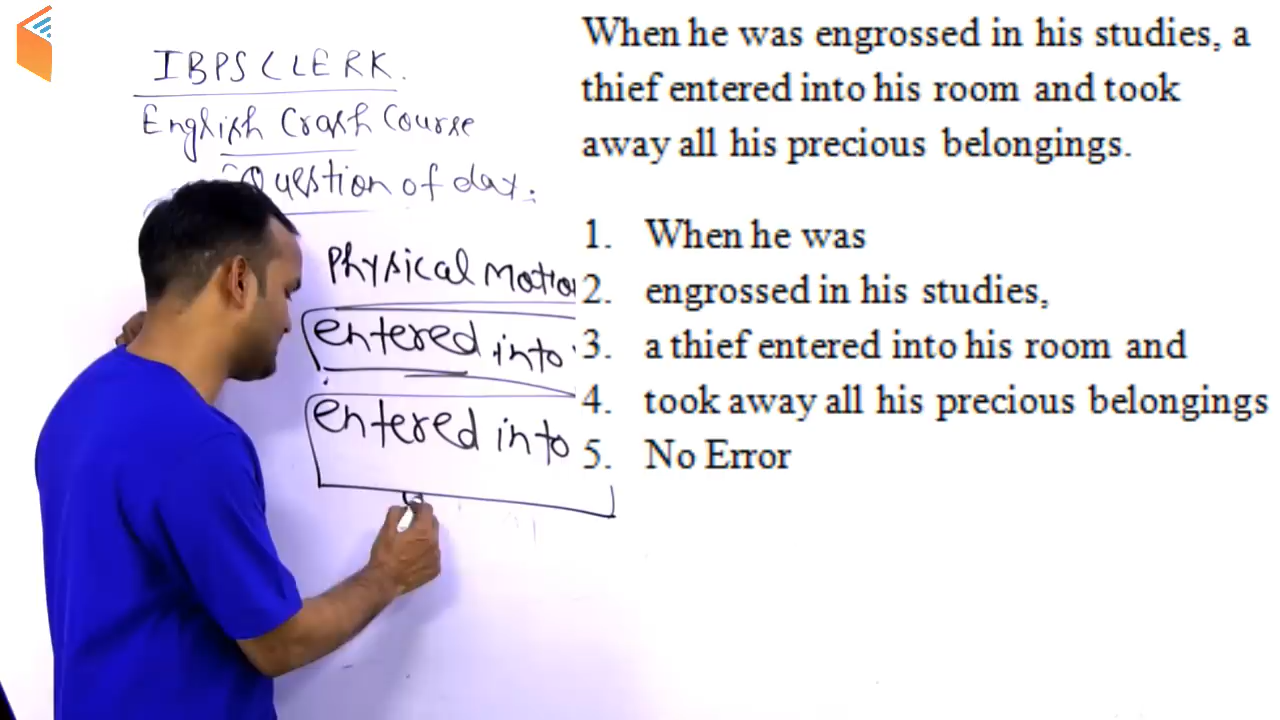 IBPS CLERK.
English Crash Course
Question of day.
Physical Motion
entered into
entered into
When he was engrossed in his studies, a
thief entered into his room and took
away all his precious belongings.
1. When he was
2. engrossed in his studies,
3. a thief entered into his room and
4. took away all his precious belongings
5. No Error